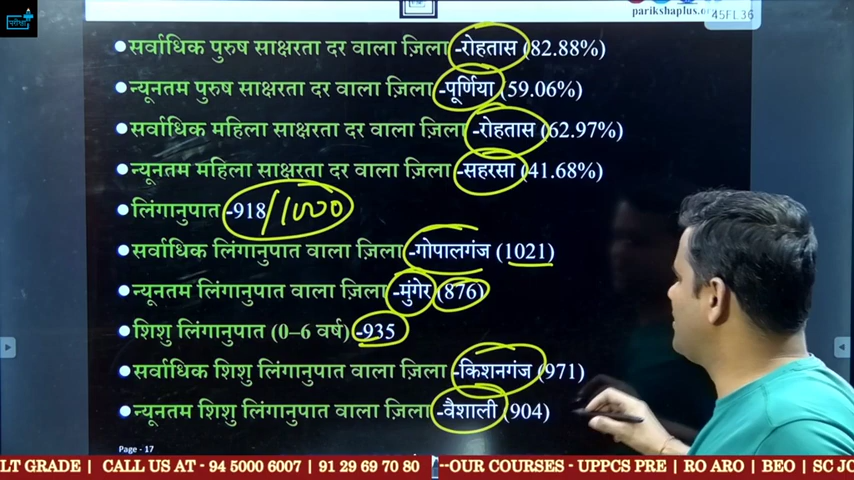 परीक्षा
parikshaplus.or
45FL36
●सर्वाधिक पुरुष साक्षरता दर वाला ज़िला -रोहतास (82.88%)
●न्यूनतम पुरुष साक्षरता दर वाला ज़िला -पूर्णिया (59.06%)
●सर्वाधिक महिला साक्षरता दर वाला ज़िला -रोहतास (62.97%)
●न्यूनतम महिला साक्षरता दर वाला ज़िला -सहरसा (41.68%)
●लिंगानुपात -918/1000
●सर्वाधिक लिंगानुपात वाला ज़िला -गोपालगंज (1021)
●न्यूनतम लिंगानुपात वाला ज़िला -मुंगेर (876)
●शिशु लिंगानुपात (0–6 वर्ष) -935
●सर्वाधिक शिशु लिंगानुपात वाला ज़िला -किशनगंज (971)
●न्यूनतम शिशु लिंगानुपात वाला ज़िला -वैशाली (904)
Page - 17
LT GRADE | CALL US AT - 94 5000 6007 | 91 29 69 70 80 --OUR COURSES - UPPCS PRE | RO ARO | BEO | SC JO